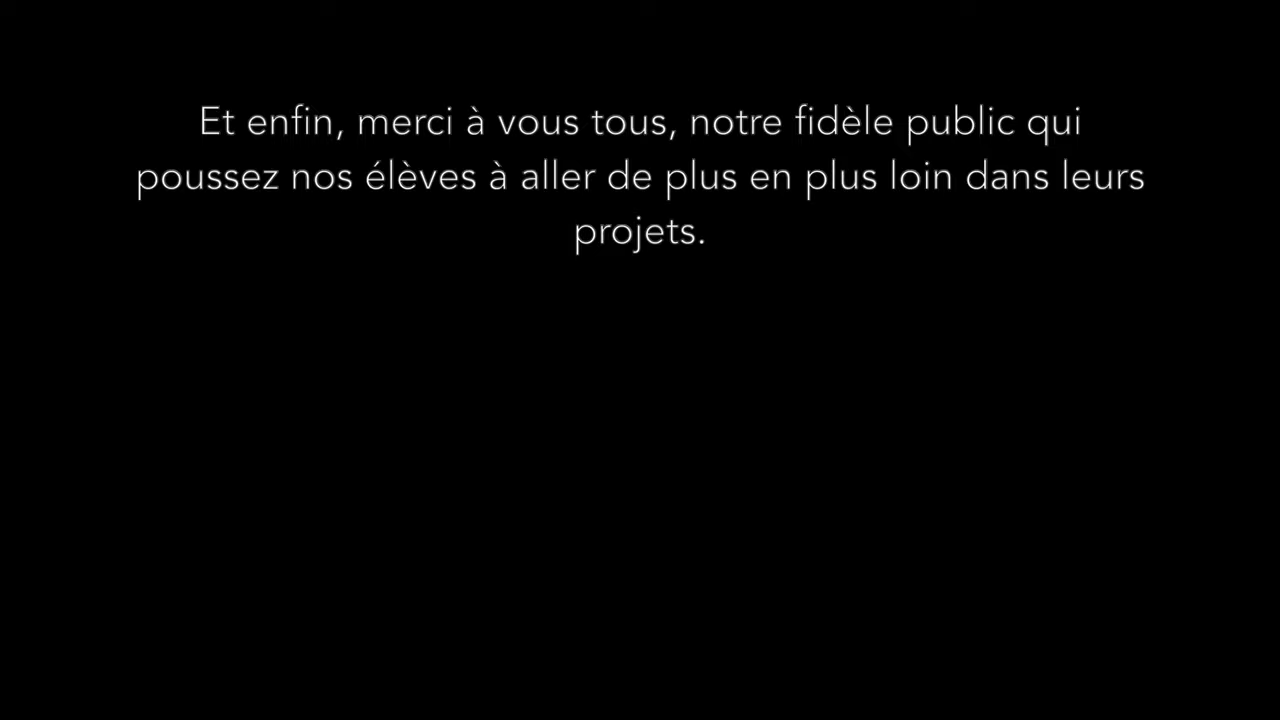 Et enfin, merci à vous tous, notre fidèle public qui
poussez nos élèves à aller de plus en plus loin dans leurs
projets.